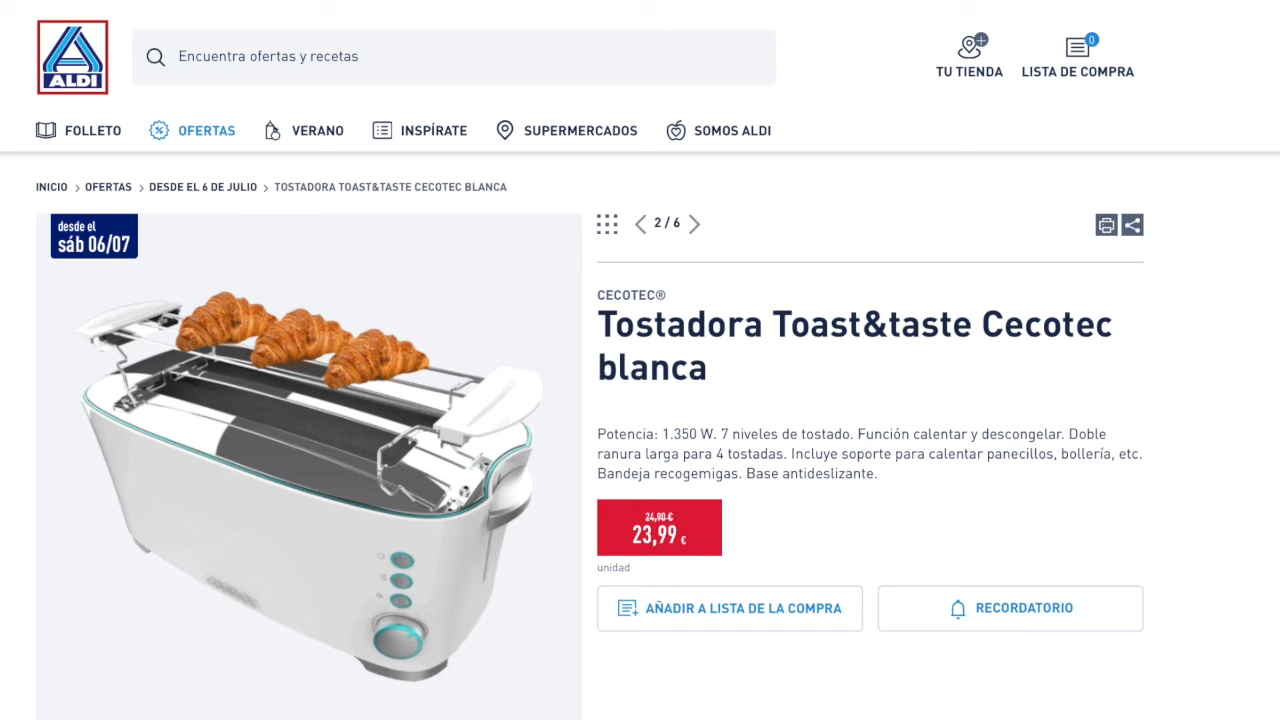 ALDI
Encuentra ofertas y recetas
0
TU TIENDA
LISTA DE COMPRA
FOLLETO
OFERTAS
VERANO
INSPÍRATE
SUPERMERCADOS
SOMOS ALDI
INICIO > OFERTAS > DESDE EL 6 DE JULIO > TOSTADORA TOAST&TASTE CECOTEC BLANCA
desde el
sáb 06/07
2 / 6
CECOTEC®
Tostadora Toast&taste Cecotec
blanca
Potencia: 1.350 W. 7 niveles de tostado. Función calentar y descongelar. Doble
ranura larga para 4 tostadas. Incluye soporte para calentar panecillos, bollería, etc.
Bandeja recogemigas. Base antideslizante.
24,90 €
23,99 €
unidad
AÑADIR A LISTA DE LA COMPRA
RECORDATORIO